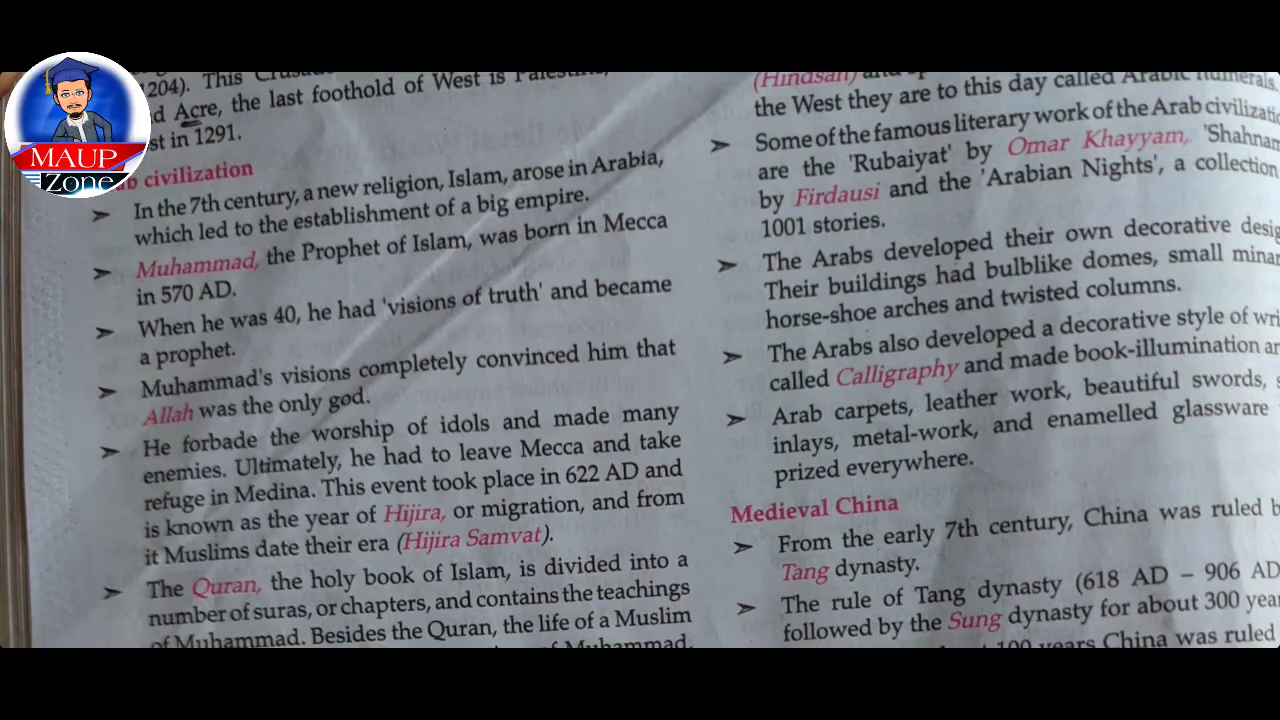 MAUP
Zone
1204). This
d Acre, the last foothold of West is Palestine,
st in 1291.
b civilization
➤ In the 7th century, a new religion, Islam, arose in Arabia,
which led to the establishment of a big empire.
➤ Muhammad, the Prophet of Islam, was born in Mecca
in 570 AD.
➤ When he was 40, he had 'visions of truth' and became
a prophet.
➤ Muhammad's visions completely convinced him that
Allah was the only god.
➤ He forbade the worship of idols and made many
enemies. Ultimately, he had to leave Mecca and take
refuge in Medina. This event took place in 622 AD and
is known as the year of Hijira, or migration, and from
it Muslims date their era (Hijira Samvat).
➤ The Quran, the holy book of Islam, is divided into a
number of suras, or chapters, and contains the teachings
of Muhammad. Besides the Quran, the life of a Muslim
of Muhammad.
(Hindsan) and
the West they are to this day called Arabic numerals.
➤ Some of the famous literary work of the Arab civilizatio
are the 'Rubaiyat' by Omar Khayyam, 'Shahnam
by Firdausi and the 'Arabian Nights', a collection
1001 stories.
➤ The Arabs developed their own decorative desig
Their buildings had bulblike domes, small minar
horse-shoe arches and twisted columns.
➤ The Arabs also developed a decorative style of wri
called Calligraphy and made book-illumination ar
➤ Arab carpets, leather work, beautiful swords, s
inlays, metal-work, and enamelled glassware
prized everywhere.
Medieval China
➤ From the early 7th century, China was ruled b
Tang dynasty.
➤ The rule of Tang dynasty (618 AD – 906 AD
followed by the Sung dynasty for about 300 year
100 years China was ruled